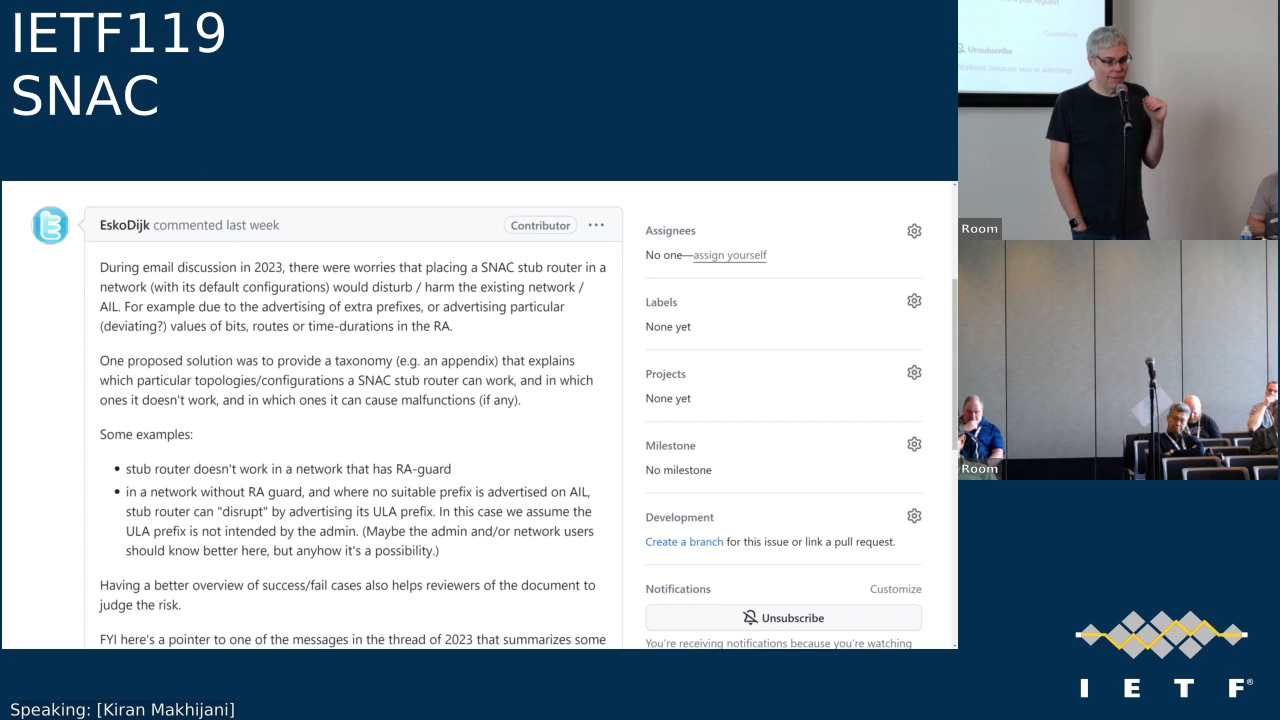 IETF119
SNAC
EskoDijk commented last week
Contributor
During email discussion in 2023, there were worries that placing a SNAC stub router in a
network (with its default configurations) would disturb / harm the existing network /
AIL. For example due to the advertising of extra prefixes, or advertising particular
(deviating?) values of bits, routes or time-durations in the RA.
One proposed solution was to provide a taxonomy (e.g. an appendix) that explains
which particular topologies/configurations a SNAC stub router can work, and in which
ones it doesn't work, and in which ones it can cause malfunctions (if any).
Some examples:
• stub router doesn't work in a network that has RA-guard
• in a network without RA guard, and where no suitable prefix is advertised on AIL,
stub router can "disrupt" by advertising its ULA prefix. In this case we assume the
ULA prefix is not intended by the admin. (Maybe the admin and/or network users
should know better here, but anyhow it's a possibility.)
Having a better overview of success/fail cases also helps reviewers of the document to
judge the risk.
FYI here's a pointer to one of the messages in the thread of 2023 that summarizes some
Assignees
No one—assign yourself
Labels
None yet
Projects
None yet
Milestone
No milestone
Development
Create a branch for this issue or link a pull request.
Notifications
Customize
Unsubscribe
You're receiving notifications because you're watching
Customize
Unsubscribe
because you're watching
Room
Room
I E T F®
Speaking: [Kiran Makhijani]